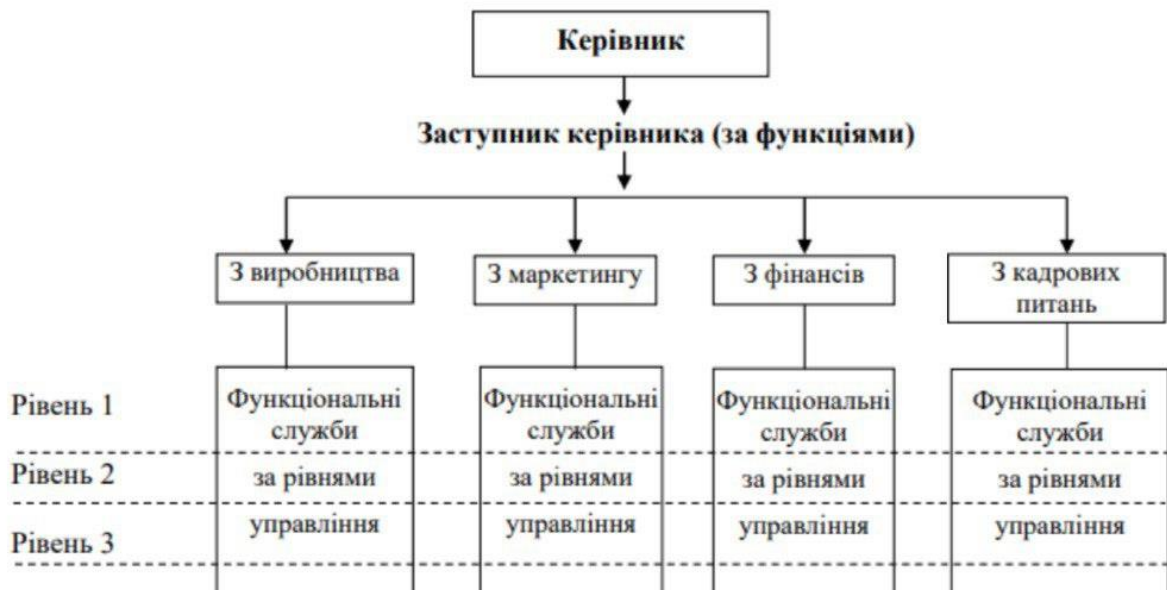 Керівник
Заступник керівника (за функціями)
З виробництва
З маркетингу
З фінансів
З кадрових
питань
Рівень 1
Функціональні
служби
Функціональні
служби
Функціональні
служби
Функціональні
служби
Рівень 2
за рівнями
за рівнями
за рівнями
за рівнями
Рівень 3
управління
управління
управління
управління